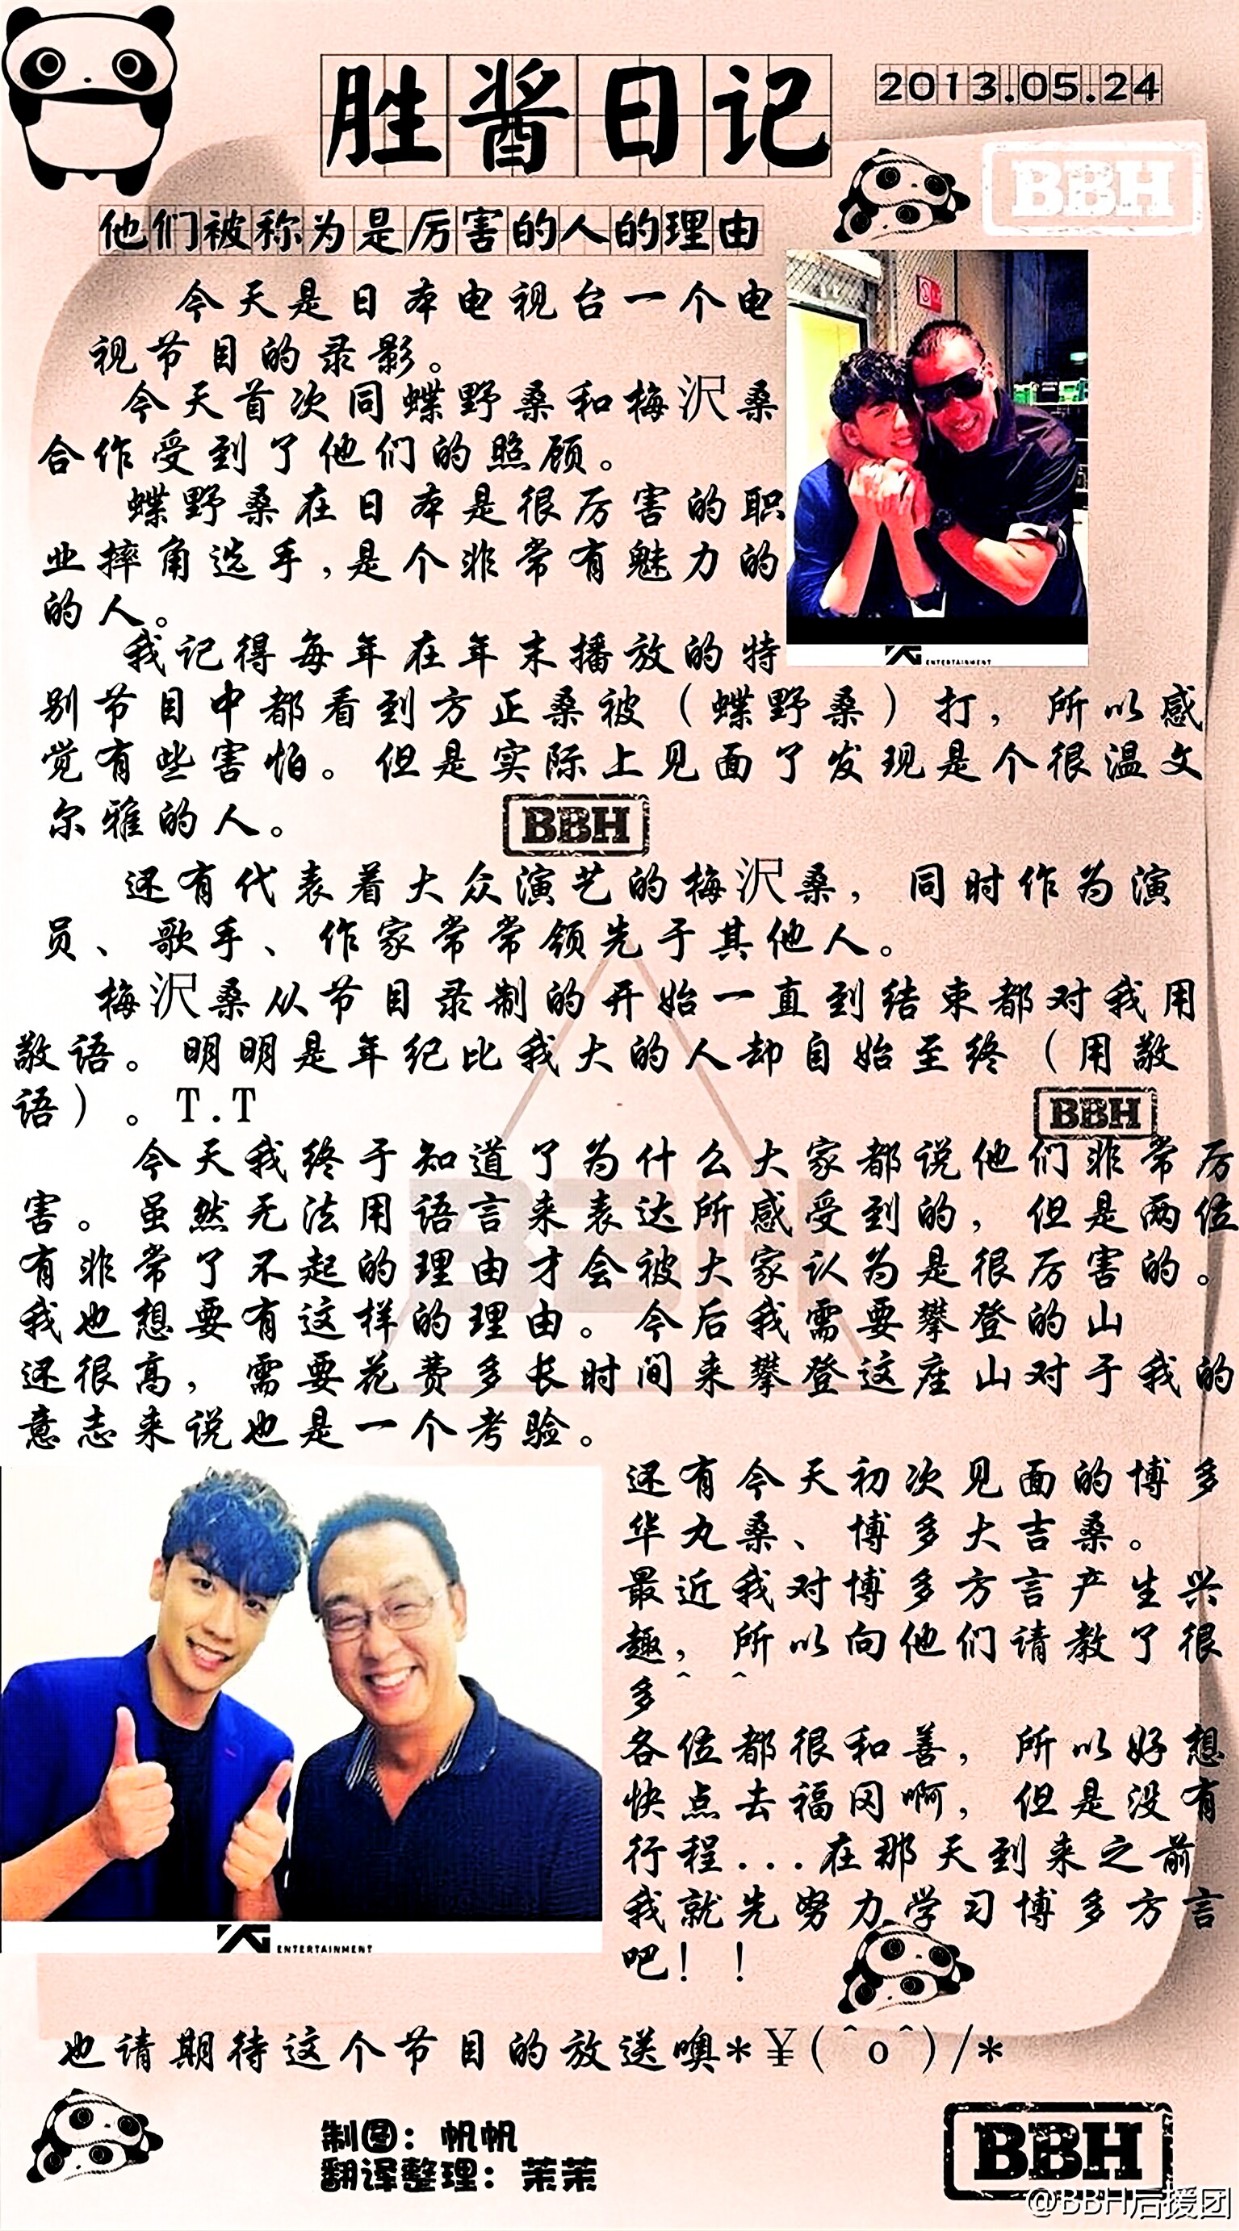 胜酱日记
2013.05.24
BBH
他们被称为是厉害的人的理由
今天是日本电视台一个电
视节目的录影。
今天首次同蝶野桑和梅沢桑
合作受到了他们的照顾。
蝶野桑在日本是很厉害的职
业摔角选手,是个非常有魅力的
的人。
我记得每年在年末播放的特
别节目中都看到方正桑被（蝶野桑）打，所以感
觉有些害怕。但是实际上见面了发现是个很温文
尔雅的人。
YG ENTERTAINMENT
BBH
还有代表着大众演艺的梅沢桑，同时作为演
员、歌手、作家常常领先于其他人。
梅沢桑从节目录制的开始一直到结束都对我用
敬语。明明是年纪比我大的人却自始至终（用敬
语）。T.T
BBH
今天我终于知道了为什么大家都说他们非常厉
害。虽然无法用语言来表达所感受到的，但是两位
有非常了不起的理由才会被大家认为是很厉害的。
我也想要有这样的理由。今后我需要攀登的山
还很高，需要花费多长时间来攀登这座山对于我的
意志来说也是一个考验。
BBH
还有今天初次见面的博多
华丸桑、博多大吉桑。
最近我对博多方言产生兴
趣，所以向他们请教了很
多^ ^
各位都很和善，所以好想
快点去福冈啊，但是没有
行程...在那天到来之前
我就先努力学习博多方言
吧！！
YG ENTERTAINMENT
也请期待这个节目的放送噢*¥(^o^)/*
制图：帆帆
翻译整理：茉茉
BBH
@BBH后援团